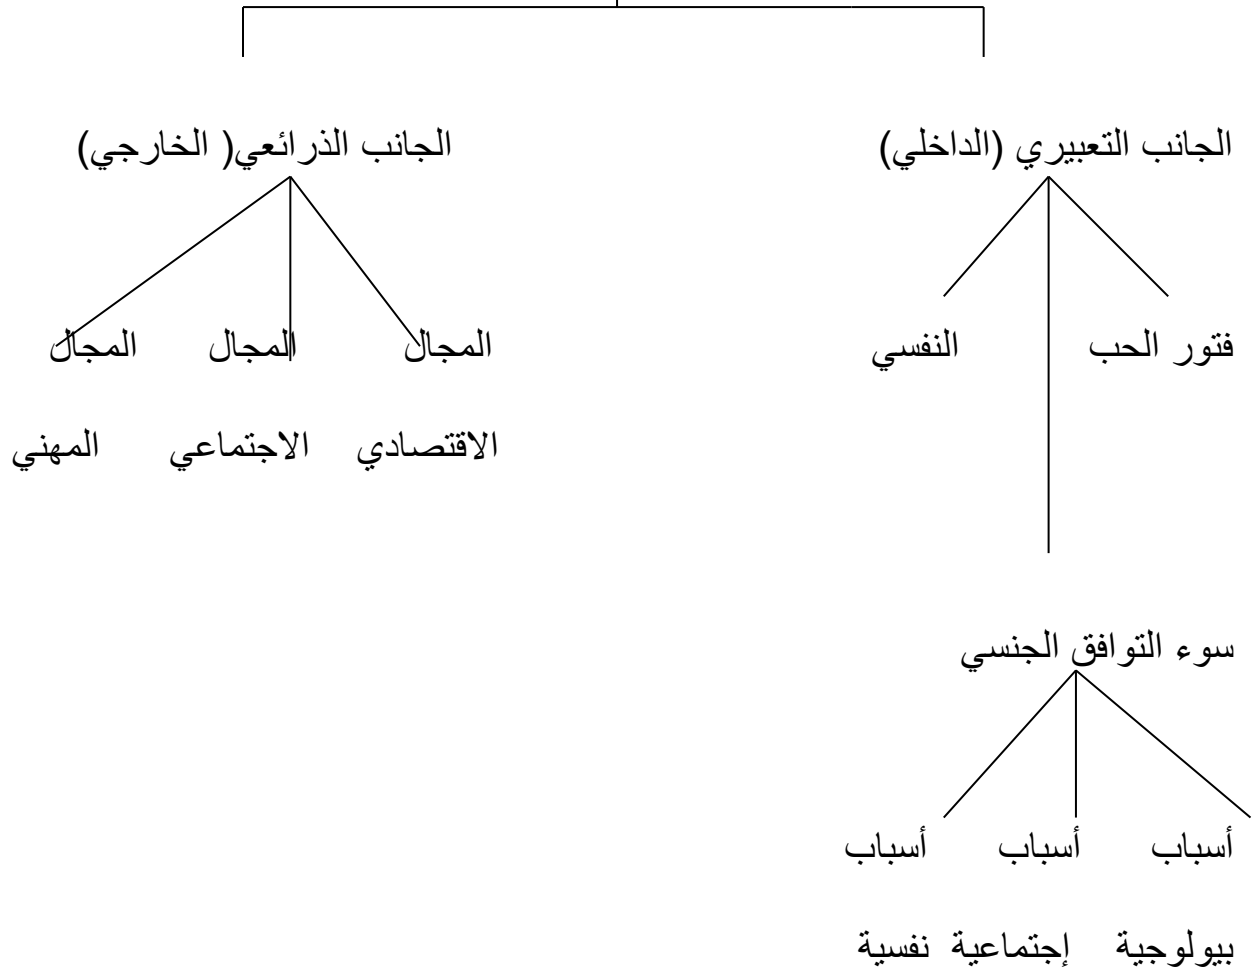 الجانب التعبيري (الداخلي) الجانب الذرائعي( الخارجي)
فتور الحب النفسي المجال المجال المجال
الاقتصادي الاجتماعي المهني
سوء التوافق الجنسي
أسباب أسباب أسباب
بيولوجية إجتماعية نفسية